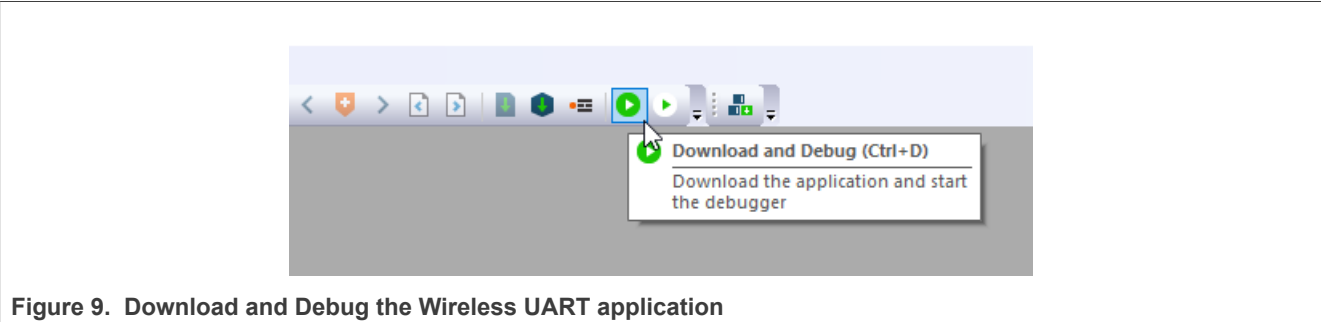 Download and Debug (Ctrl+D)
Download the application and start
the debugger
Figure 9. Download and Debug the Wireless UART application